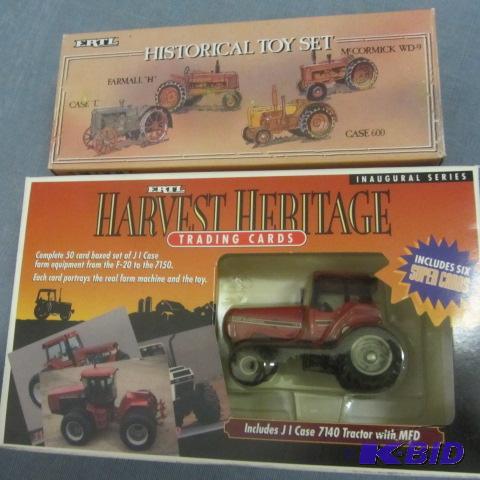 ERTL
HISTORICAL TOY SET
McCORMICK WD-9
FARMALL "H"
CASE "L"
CASE 600
INAUGURAL SERIES
ERTL
HARVEST HERITAGE
TRADING CARDS
Complete 50 card boxed set of J I Case
farm equipment from the F-20 to the 7150.
Each card portrays the real farm machine and the toy.
INCLUDES SIX
SUPER CARDS
Includes J I Case 7140 Tractor with MFD
K-BID